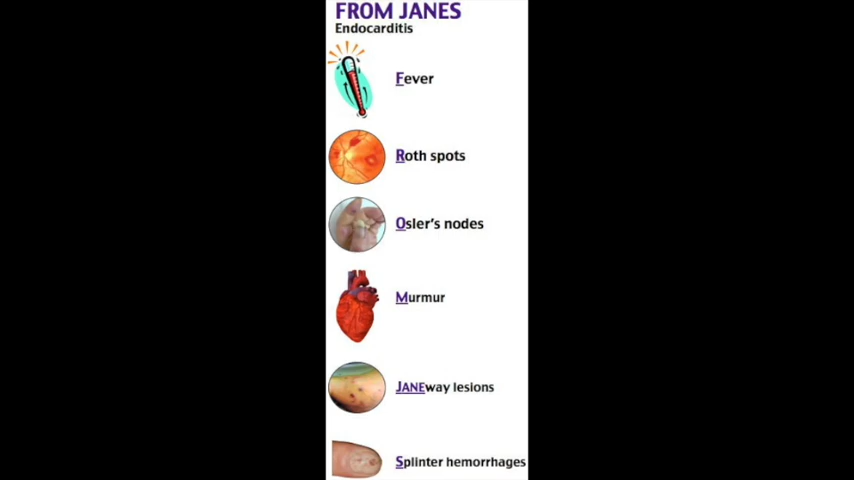 FROM JANES
Endocarditis
Fever
Roth spots
Osler's nodes
Murmur
JANEway lesions
Splinter hemorrhages